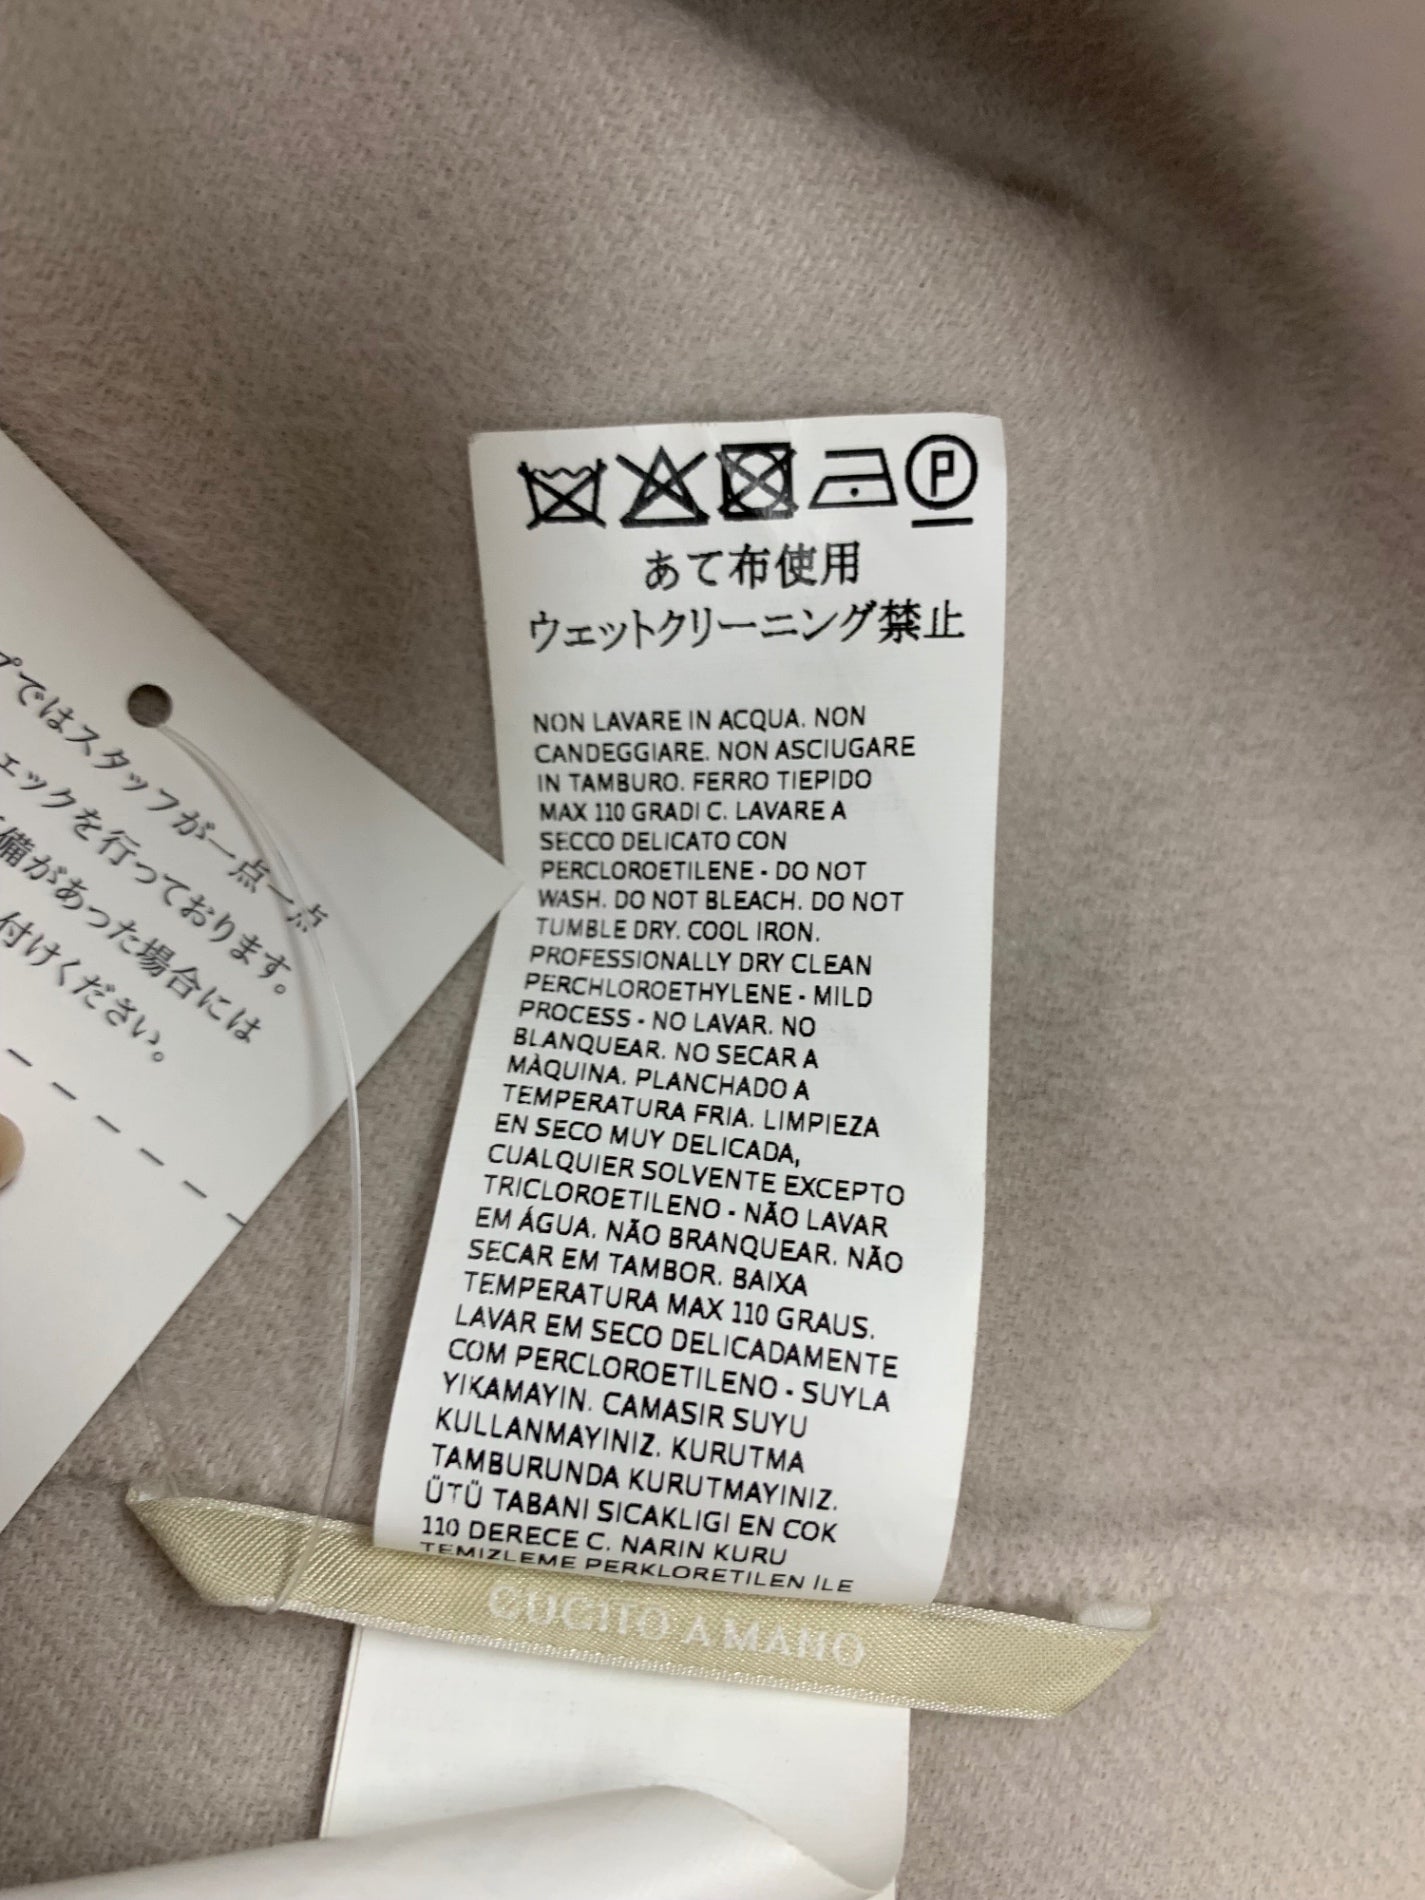 P
あて布使用
ウェットクリーニング禁止
NON LAVARE IN ACQUA. NON
CANDEGGIARE. NON ASCIUGARE
IN TAMBURO. FERRO TIEPIDO
MAX 110 GRADI C. LAVARE A
SECCO DELICATO CON
PERCLOROETILENE - DO NOT
WASH. DO NOT BLEACH. DO NOT
TUMBLE DRY. COOL IRON.
PROFESSIONALLY DRY CLEAN
PERCHLOROETHYLENE - MILD
PROCESS - NO LAVAR. NO
BLANQUEAR. NO SECAR A
MÀQUINA. PLANCHADO A
TEMPERATURA FRIA. LIMPIEZA
EN SECO MUY DELICADA,
CUALQUIER SOLVENTE EXCEPTO
TRICLOROETILENO - NÃO LAVAR
EM ÁGUA. NÃO BRANQUEAR. NÃO
SECAR EM TAMBOR. BAIXA
TEMPERATURA MAX 110 GRAUS.
LAVAR EM SECO DELICADAMENTE
COM PERCLOROETILENO - SUYLA
YIKAMAYIN. CAMASIR SUYU
KULLANMAYINIZ. KURUTMA
TAMBURUNDA KURUTMAYINIZ.
ÜTÜ TABANI SICAKLIGI EN COK
110 DERECE C. NARIN KURU
TEMIZLEME PERKLORETILEN İLE
CUCITO A MANO
プではスタッフが一点一点
ェックを行っております。
備があった場合には
付けください。